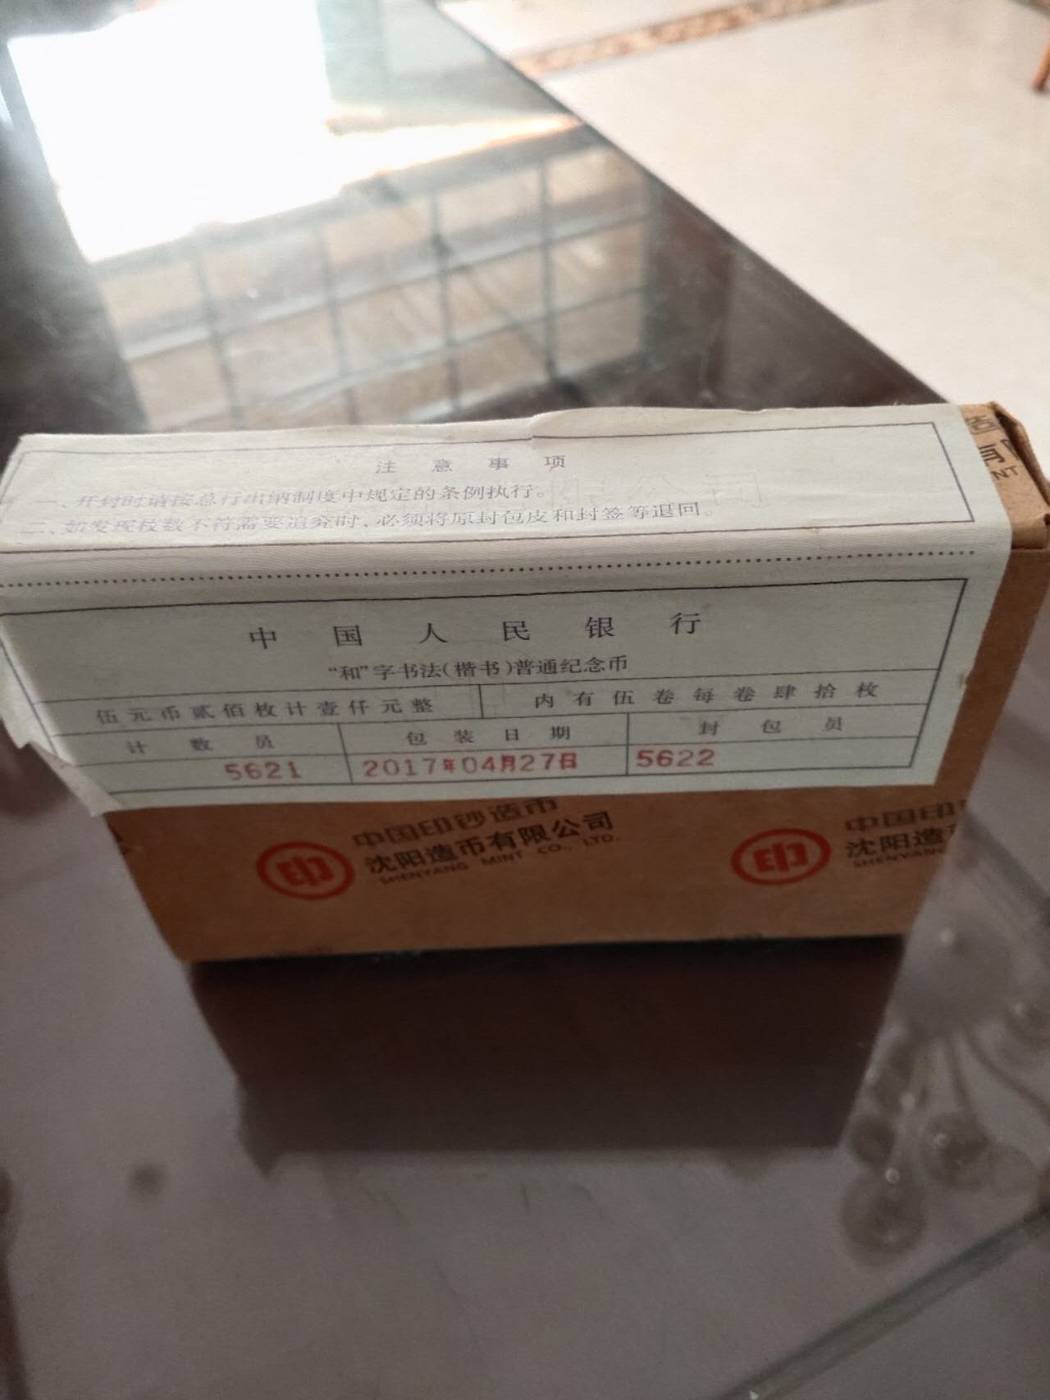 注意事项
一、开封时请按总行出纳制度中规定的条例执行。
二、如发现枚数不符需要追究时、必须将原封包皮和封签等退回。
中国人民银行
“和”字书法(楷书)普通纪念币
伍元币贰佰枚计壹仟元整 内有伍卷每卷肆拾枚
计数员 包装日期 封包员
5621 2017年04月27日 5622
中国印钞造币
沈阳造币有限公司
SHENYANG MINT CO., LTD.
中国印
沈阳造币
SHENYANG
造
有
NT